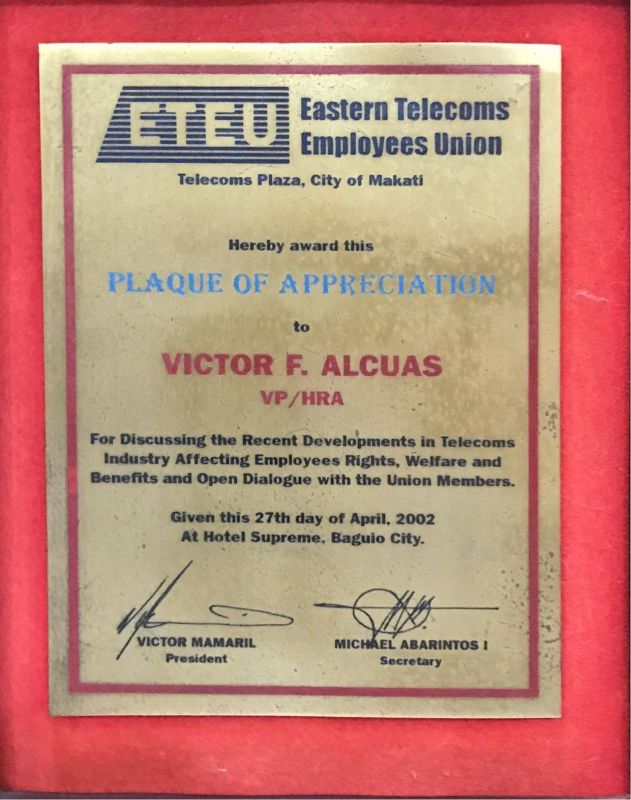 ETEU
Eastern Telecoms
Employees Union
Telecoms Plaza, City of Makati
Hereby award this
PLAQUE OF APPRECIATION
to
VICTOR F. ALCUAS
VP/HRA
For Discussing the Recent Developments in Telecoms
Industry Affecting Employees Rights, Welfare and
Benefits and Open Dialogue with the Union Members.
Given this 27th day of April, 2002
At Hotel Supreme, Baguio City.
VICTOR MAMARIL
President
MICHAEL ABARINTOS I
Secretary